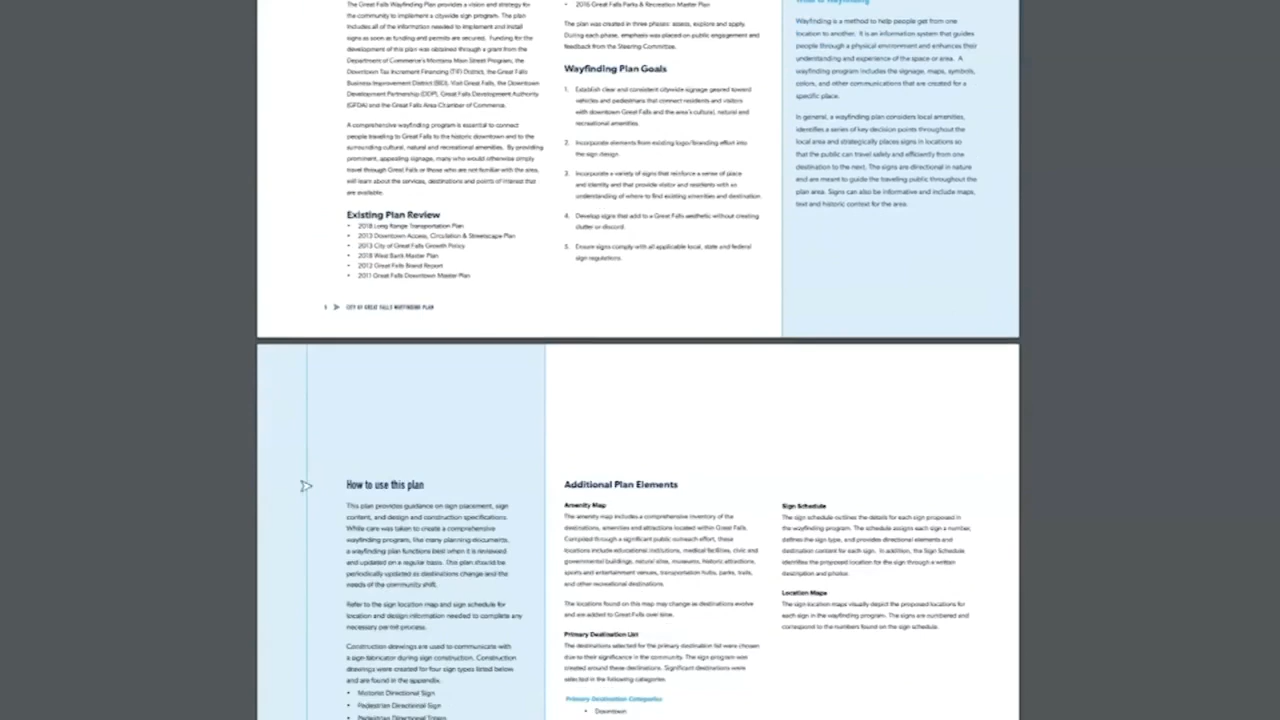 The Great Falls Wayfinding Plan provides a vision and strategy for
the community to implement a citywide sign program. The plan
includes all of the information needed to implement and install
signs as soon as funding and permits are secured. Funding for the
development of this plan was obtained through a grant from the
Department of Commerce's Montana Main Street Program, the
Downtown Tax Increment Financing (TIF) District, the Great Falls
Business Improvement District (BID), Visit Great Falls, the Downtown
Development Partnership (DDP), Great Falls Development Authority
(GFDA) and the Great Falls Area Chamber of Commerce.
A comprehensive wayfinding program is essential to connect
people traveling to Great Falls to the historic downtown and to the
surrounding cultural, natural and recreational amenities. By providing
prominent, appealing signage, many who would otherwise simply
travel through Great Falls or those who are not familiar with the area,
will learn about the services, destinations and points of interest that
are available.
Existing Plan Review
• 2018 Long Range Transportation Plan
• 2013 Downtown Access, Circulation & Streetscape Plan
• 2013 City of Great Falls Growth Policy
• 2018 West Bank Master Plan
• 2012 Great Falls Brand Report
• 2011 Great Falls Downtown Master Plan
CITY OF GREAT FALLS WAYFINDING PLAN
• 2016 Great Falls Parks & Recreation Master Plan
The plan was created in three phases: assess, explore and apply.
During each phase, emphasis was placed on public engagement and
feedback from the Steering Committee.
Wayfinding Plan Goals
1. Establish clear and consistent citywide signage geared toward
vehicles and pedestrians that connect residents and visitors
with downtown Great Falls and the area's cultural, natural and
recreational amenities.
2. Incorporate elements from existing logo/branding effort into
the sign design.
3. Incorporate a variety of signs that reinforce a sense of place
and identity and that provide visitor and residents with an
understanding of where to find existing amenities and destination.
4. Develop signs that add to a Great Falls aesthetic without creating
clutter or discord.
5. Ensure signs comply with all applicable local, state and federal
sign regulations.
Wayfinding is a method to help people get from one
location to another. It is an information system that guides
people through a physical environment and enhances their
understanding and experience of the space or area. A
wayfinding program includes the signage, maps, symbols,
colors, and other communications that are created for a
specific place.
In general, a wayfinding plan considers local amenities,
identifies a series of key decision points throughout the
local area and strategically places signs in locations so
that the public can travel safely and efficiently from one
destination to the next. The signs are directional in nature
and are meant to guide the traveling public throughout the
plan area. Signs can also be informative and include maps,
text and historic context for the area.
How to use this plan
This plan provides guidance on sign placement, sign
content, and design and construction specifications.
While care was taken to create a comprehensive
wayfinding program, like many planning documents,
a wayfinding plan functions best when it is reviewed
and updated on a regular basis. This plan should be
periodically updated as destinations change and the
needs of the community shift.
Refer to the sign location map and sign schedule for
location and design information needed to complete any
necessary permit process.
Construction drawings are used to communicate with
a sign fabricator during sign construction. Construction
drawings were created for four sign types listed below
and are found in the appendix.
• Motorist Directional Sign
• Pedestrian Directional Sign
• Pedestrian Directional Totem
Additional Plan Elements
Amenity Map
The amenity map includes a comprehensive inventory of the
destinations, amenities and attractions located within Great Falls.
Compiled through a significant public outreach effort, these
locations include educational institutions, medical facilities, civic and
governmental buildings, natural sites, museums, historic attractions,
sports and entertainment venues, transportation hubs, parks, trails,
and other recreational destinations.
The locations found on this map may change as destinations evolve
and are added to Great Falls over time.
Primary Destination List
The destinations selected for the primary destination list were chosen
due to their significance in the community. The sign program was
created around these destinations. Significant destinations were
selected in the following categories.
Primary Destination Categories
• Downtown
Sign Schedule
The sign schedule outlines the details for each sign proposed in
the wayfinding program. The schedule assigns each sign a number,
defines the sign type, and provides directional elements and
destination content for each sign. In addition, the Sign Schedule
identifies the proposed location for the sign through a written
description and photos.
Location Maps
The sign location maps visually depict the proposed locations for
each sign in the wayfinding program. The signs are numbered and
correspond to the numbers found on the sign schedule.